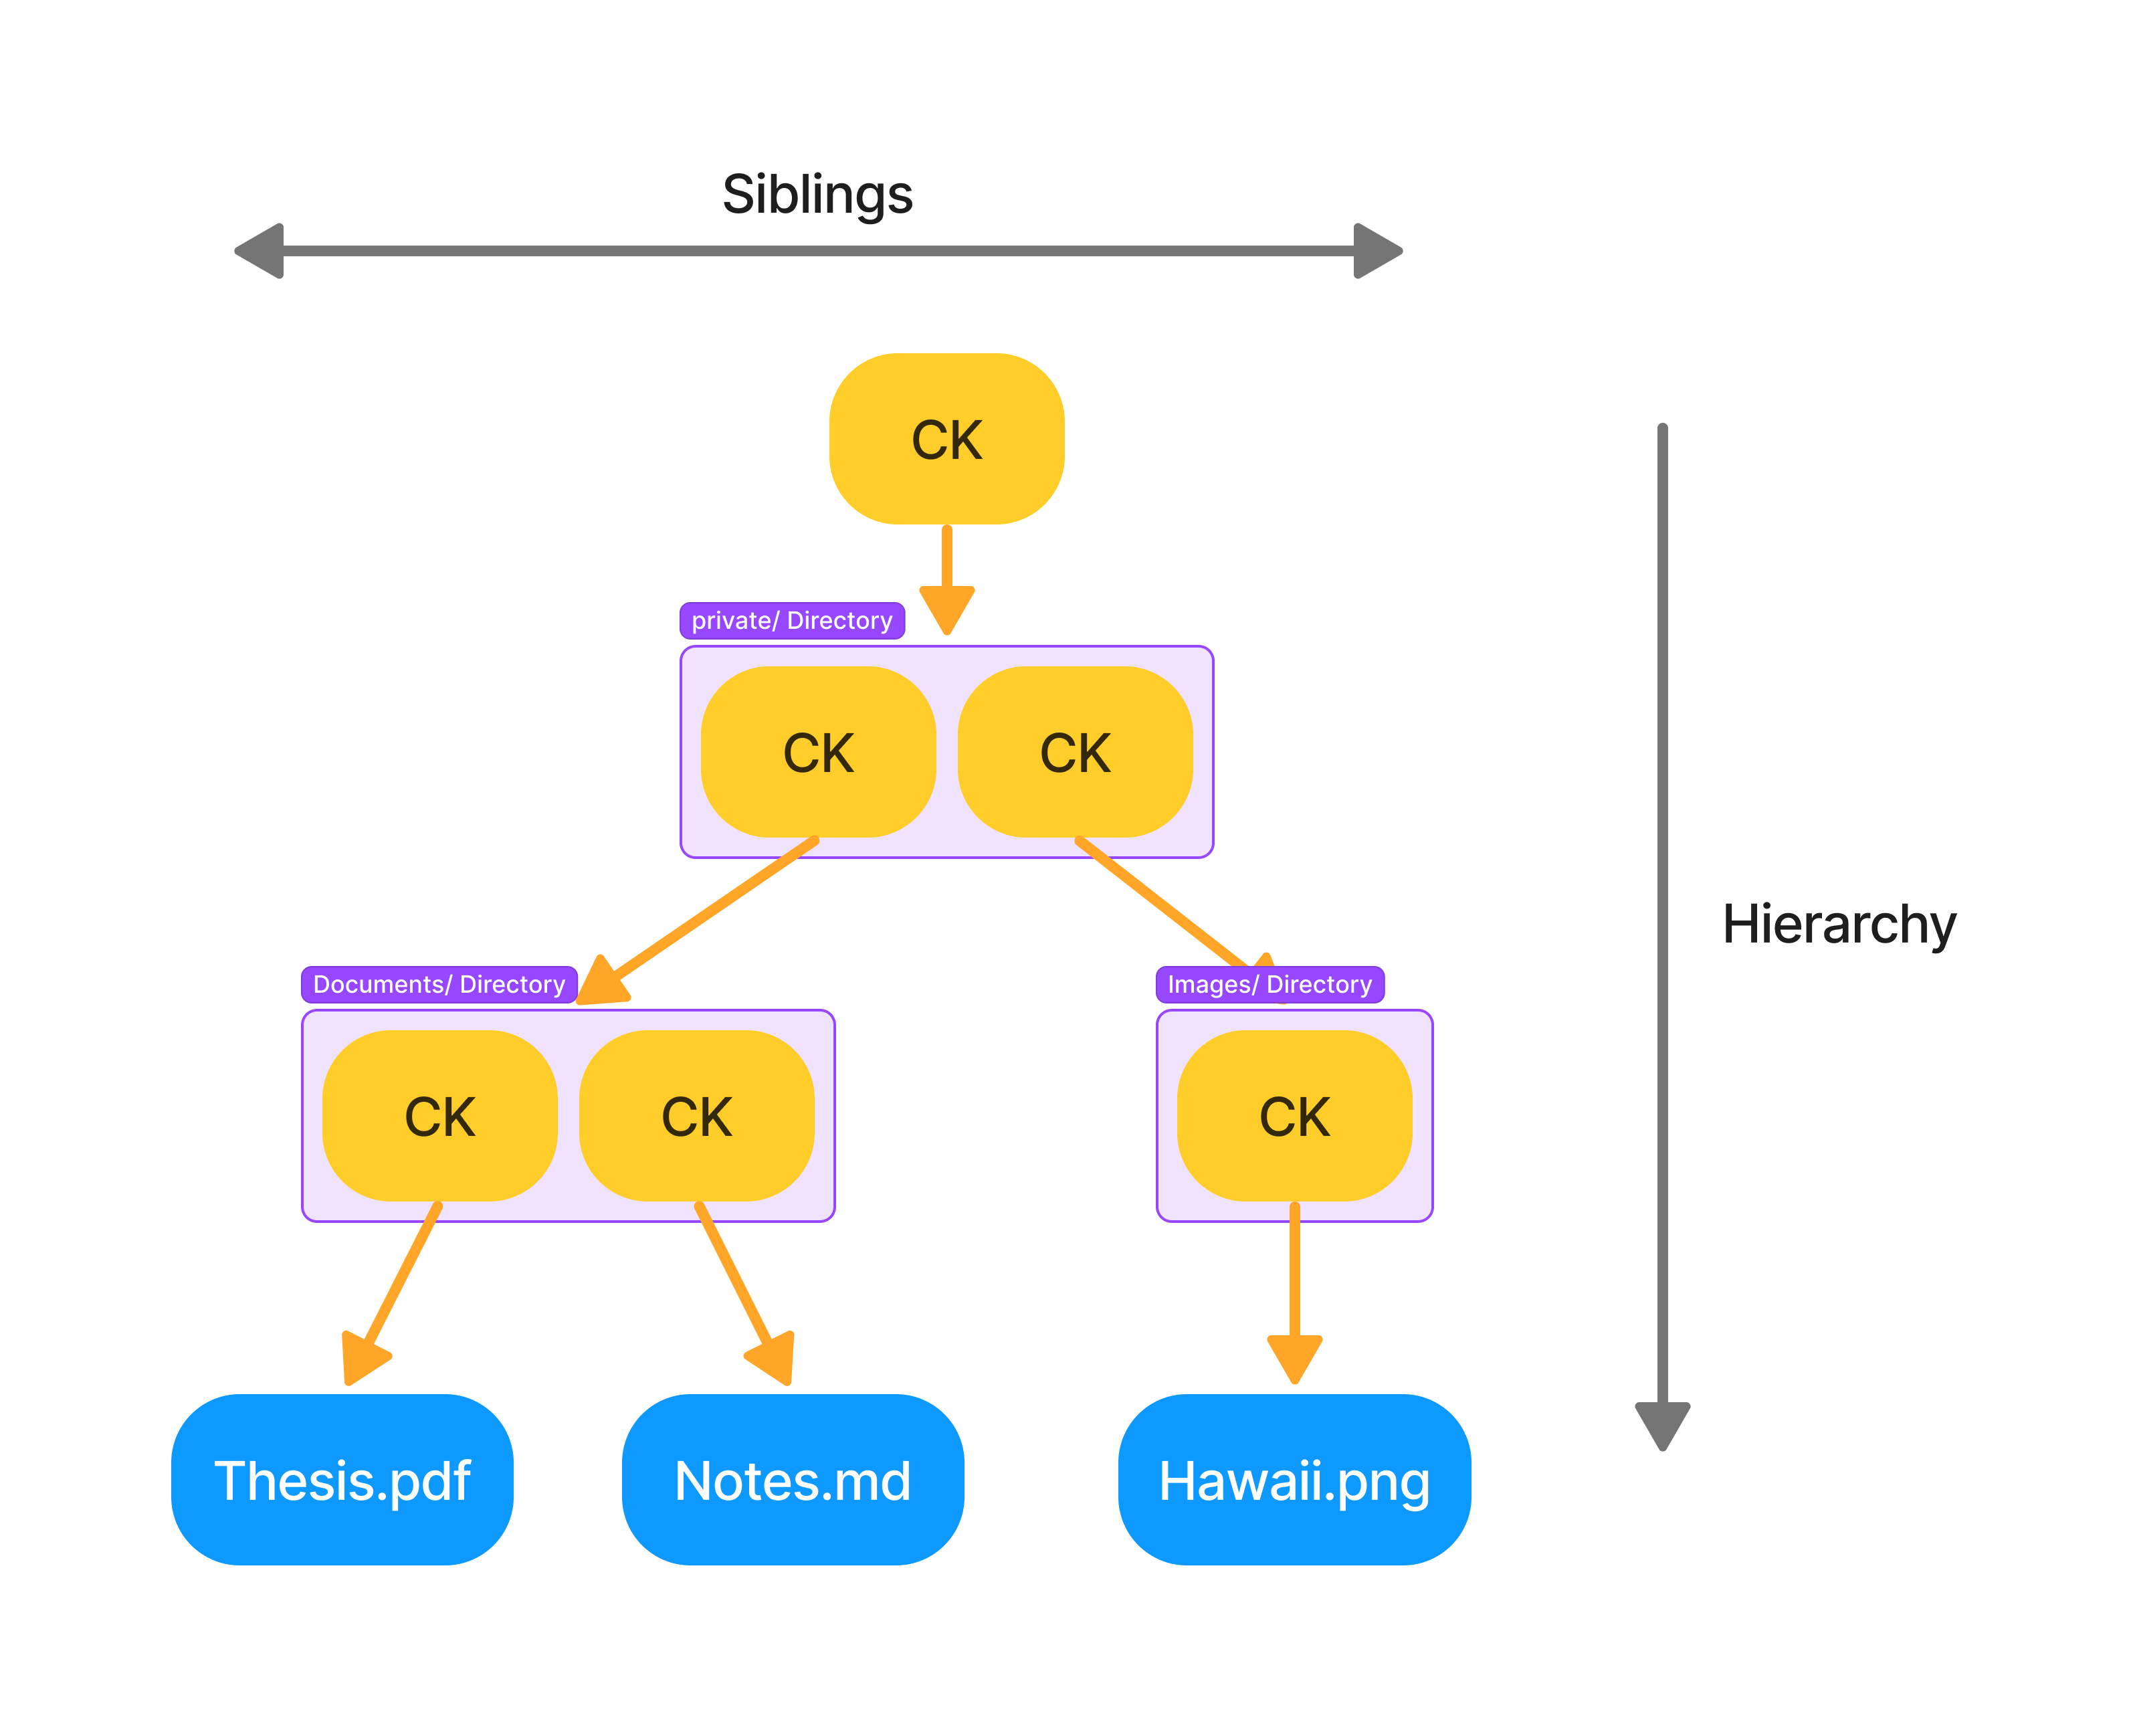 Siblings
CK
private/ Directory
CK
CK
Hierarchy
Documents/ Directory
Images/ Directory
CK
CK
CK
Thesis.pdf
Notes.md
Hawaii.png